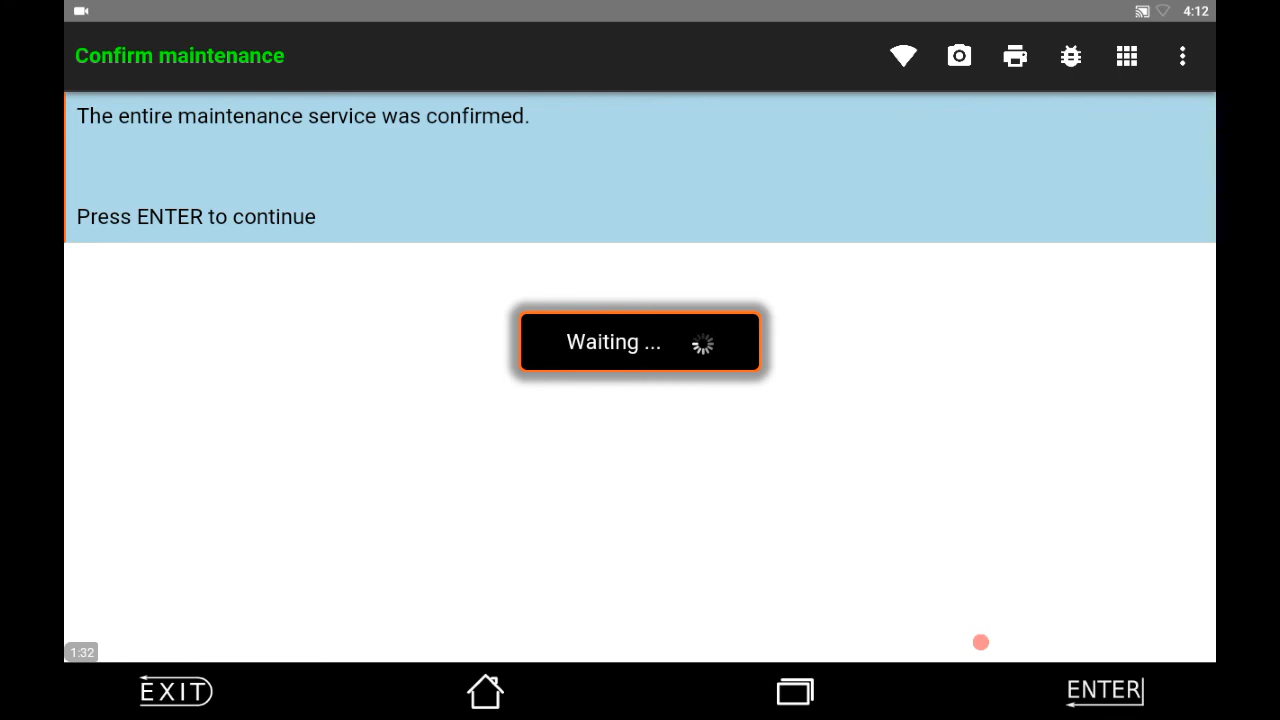 4:12
Confirm maintenance
The entire maintenance service was confirmed.
Press ENTER to continue
Waiting ...
1:32
EXIT
ENTER